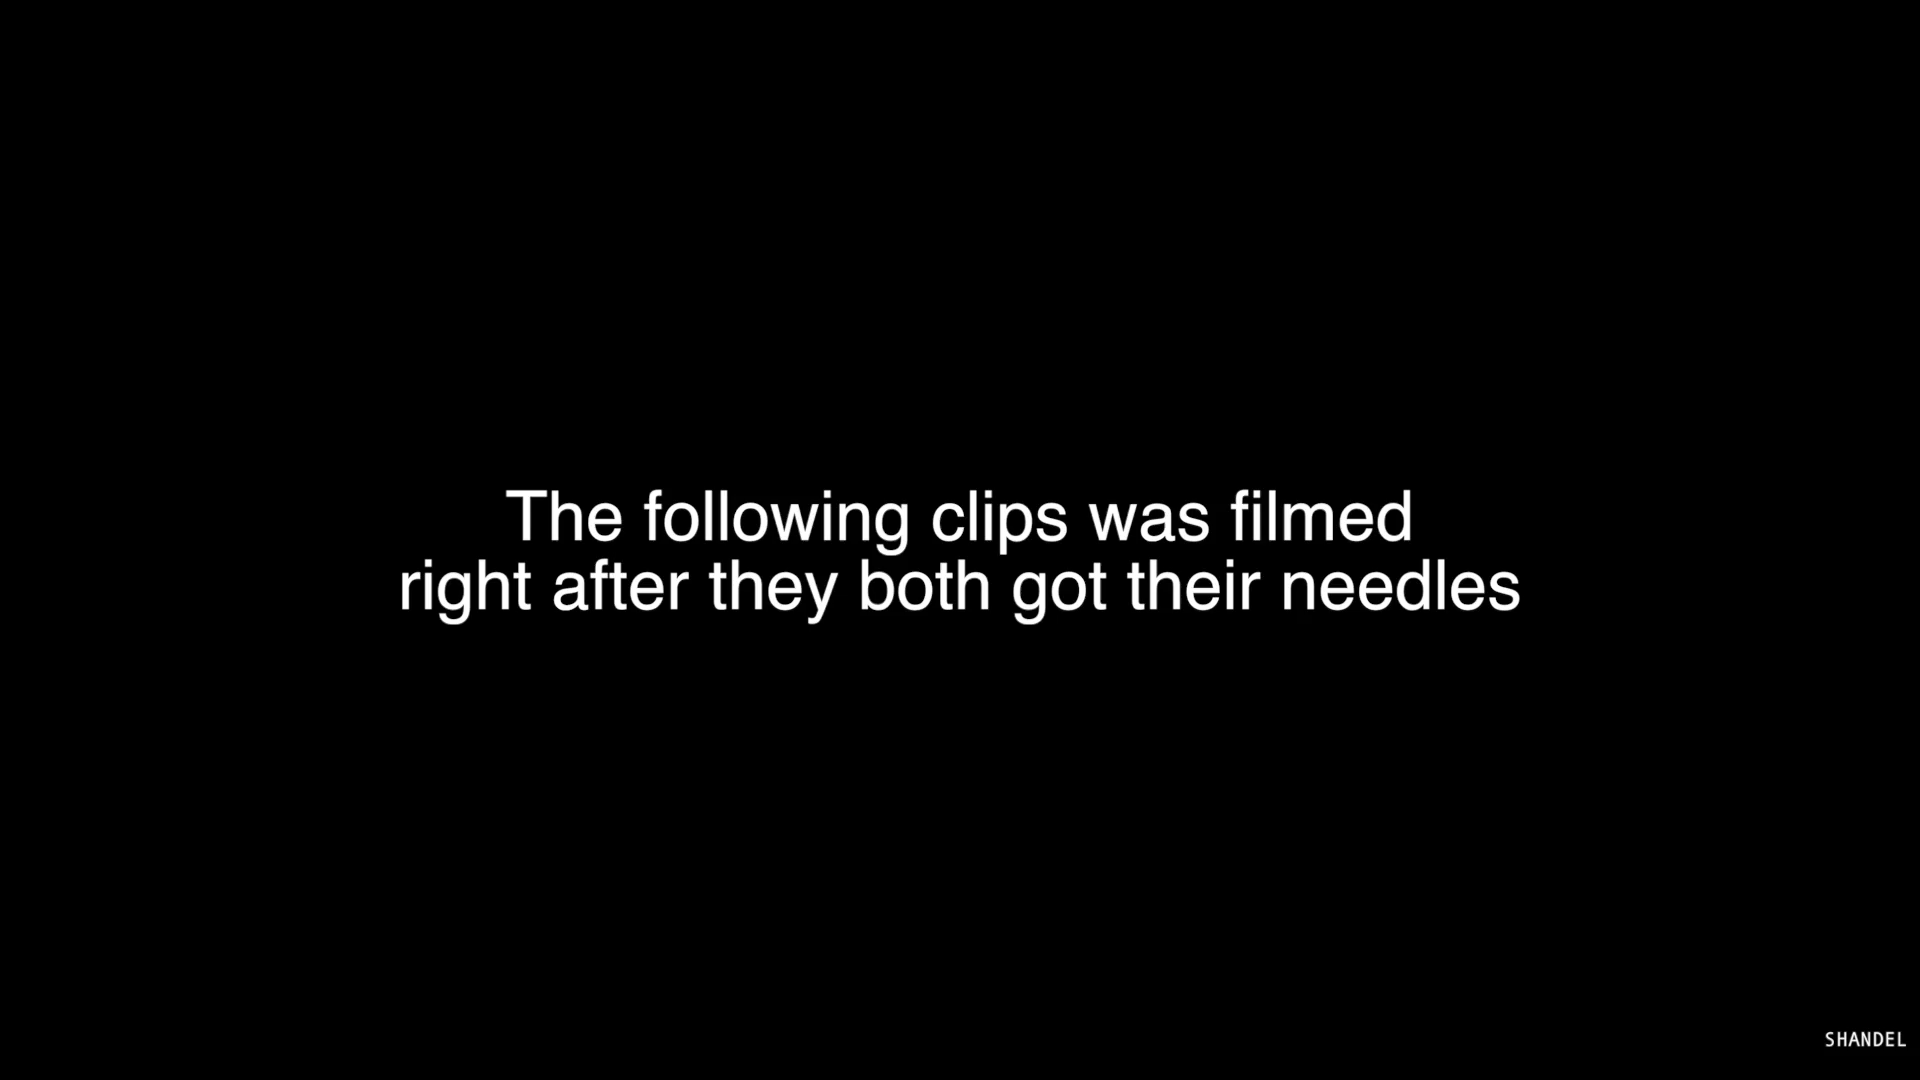 The following clips was filmed
right after they both got their needles
SHANDEL